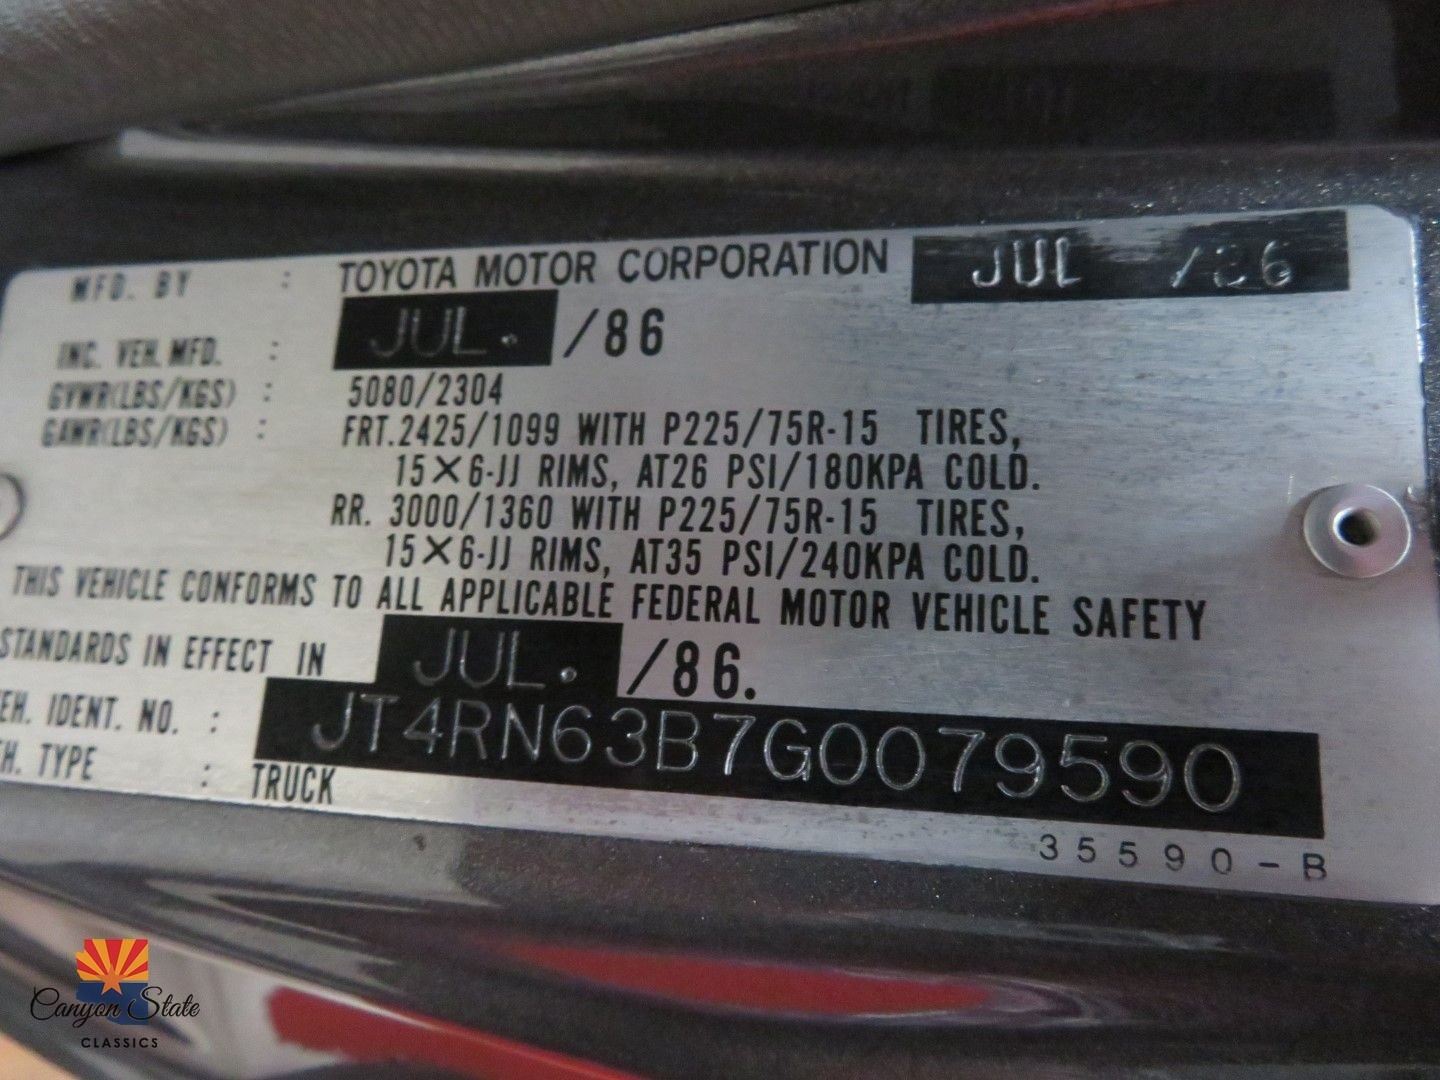 MFD. BY : TOYOTA MOTOR CORPORATION JUL /86
INC. VEH. MFD. : JUL. /86
GVWR(LBS/KGS) : 5080/2304
GAWR(LBS/KGS) : FRT. 2425/1099 WITH P225/75R-15 TIRES,
15×6-JJ RIMS, AT26 PSI/180KPA COLD.
RR. 3000/1360 WITH P225/75R-15 TIRES,
15×6-JJ RIMS, AT35 PSI/240KPA COLD.
THIS VEHICLE CONFORMS TO ALL APPLICABLE FEDERAL MOTOR VEHICLE SAFETY
STANDARDS IN EFFECT IN JUL. /86.
EH. IDENT. NO. : JT4RN63B7G0079590
H. TYPE : TRUCK
35590-B
Canyon State
CLASSICS